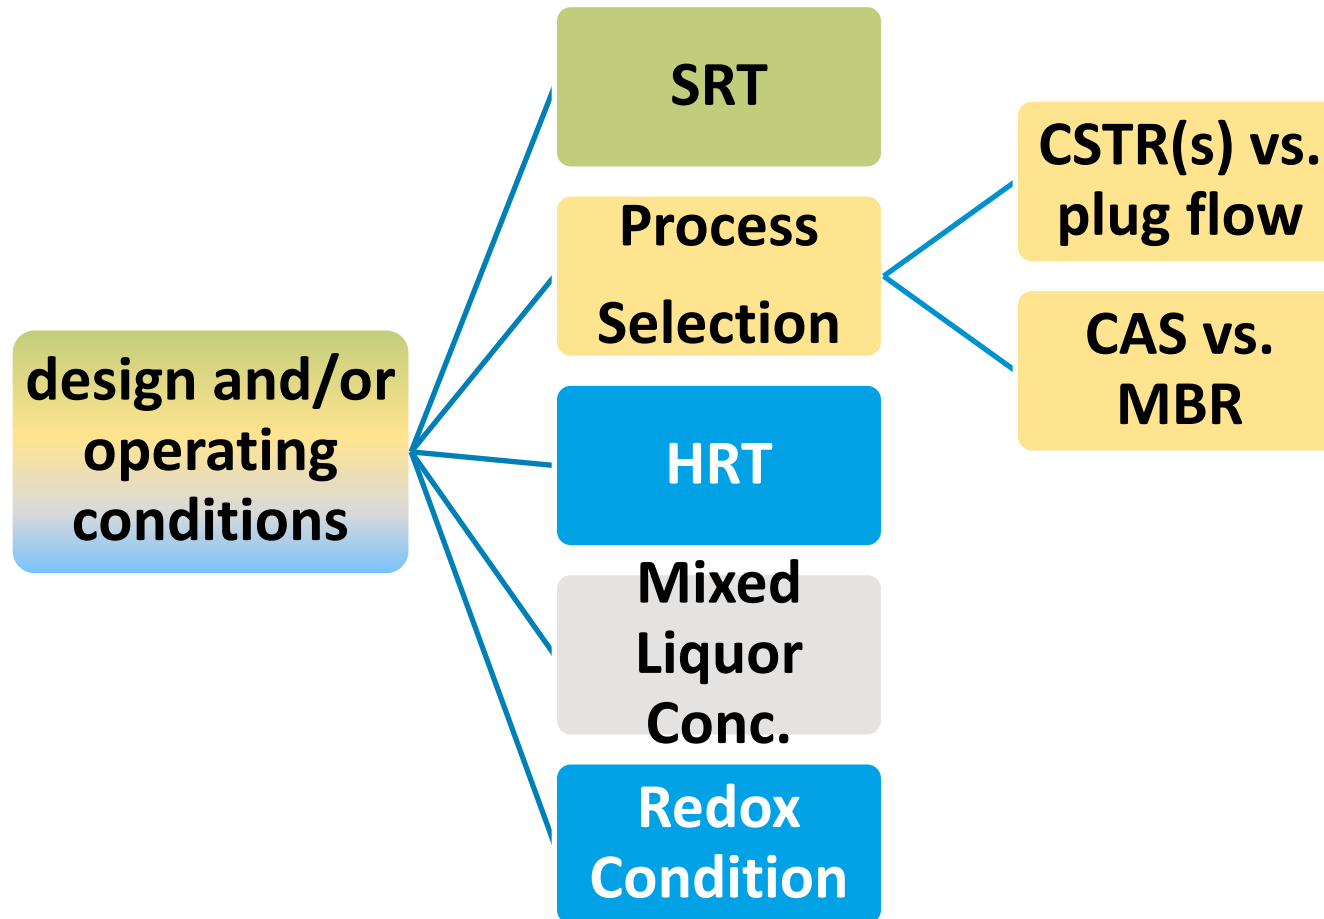 design and/or
operating
conditions
SRT
Process
Selection
CSTR(s) vs.
plug flow
CAS vs.
MBR
HRT
Mixed
Liquor
Conc.
Redox
Condition